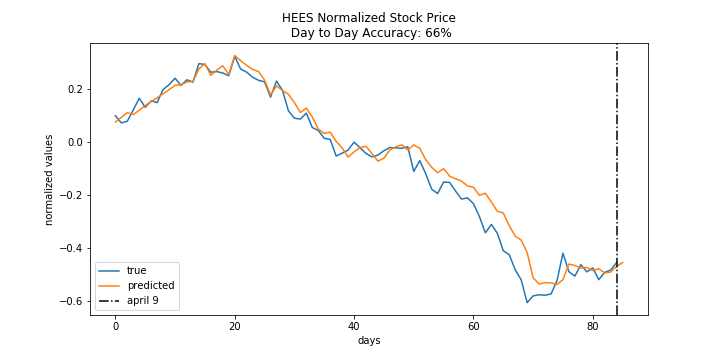 HEES Normalized Stock Price
Day to Day Accuracy: 66%
normalized values
0.2
0.0
−0.2
−0.4
−0.6
true
predicted
april 9
0
20
40
60
80
days